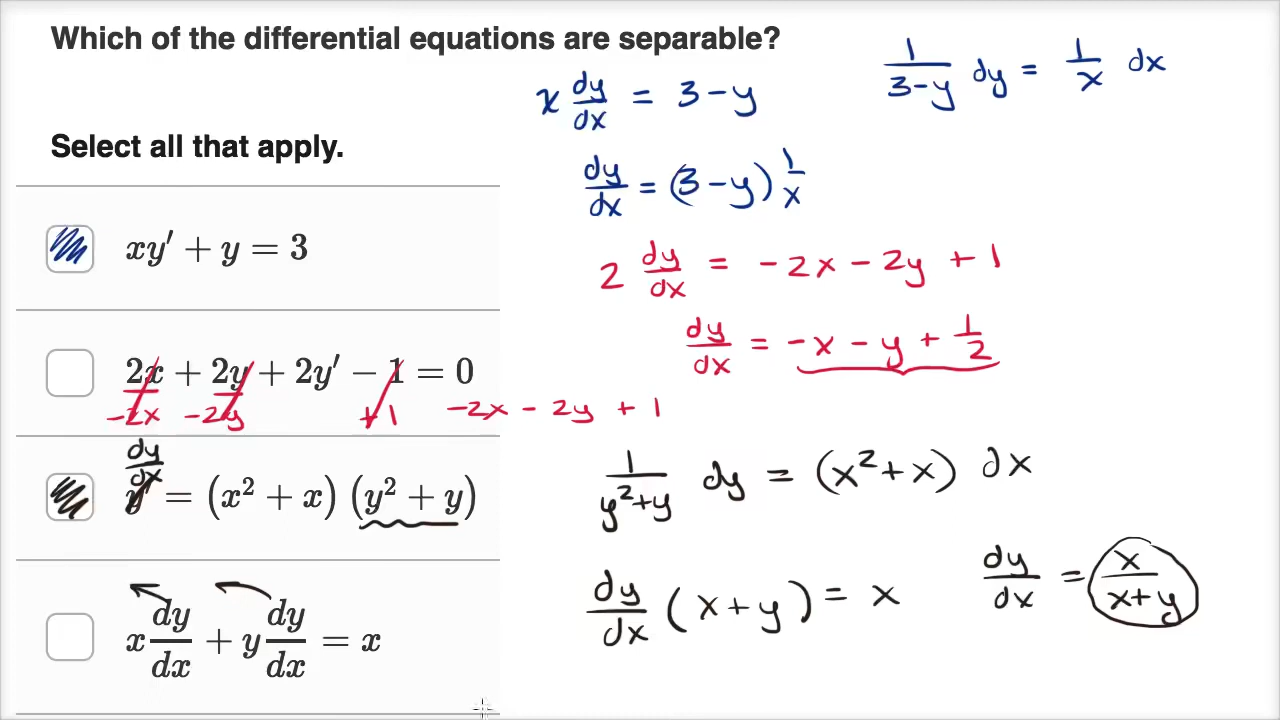 Which of the differential equations are separable?
Select all that apply.
x dy/dx = 3 - y
1/(3-y) dy = 1/x dx
dy/dx = (3 - y) 1/x
xy′ + y = 3
2 dy/dx = -2x - 2y + 1
dy/dx = -x - y + 1/2
2x + 2y + 2y′ − 1 = 0
-2x -2y +1 -2x - 2y + 1
dy/dx
y′ = (x² + x) (y² + y)
1/(y²+y) dy = (x² + x) dx
x dy/dx + y dy/dx = x
dy/dx (x + y) = x
dy/dx = x/(x+y)